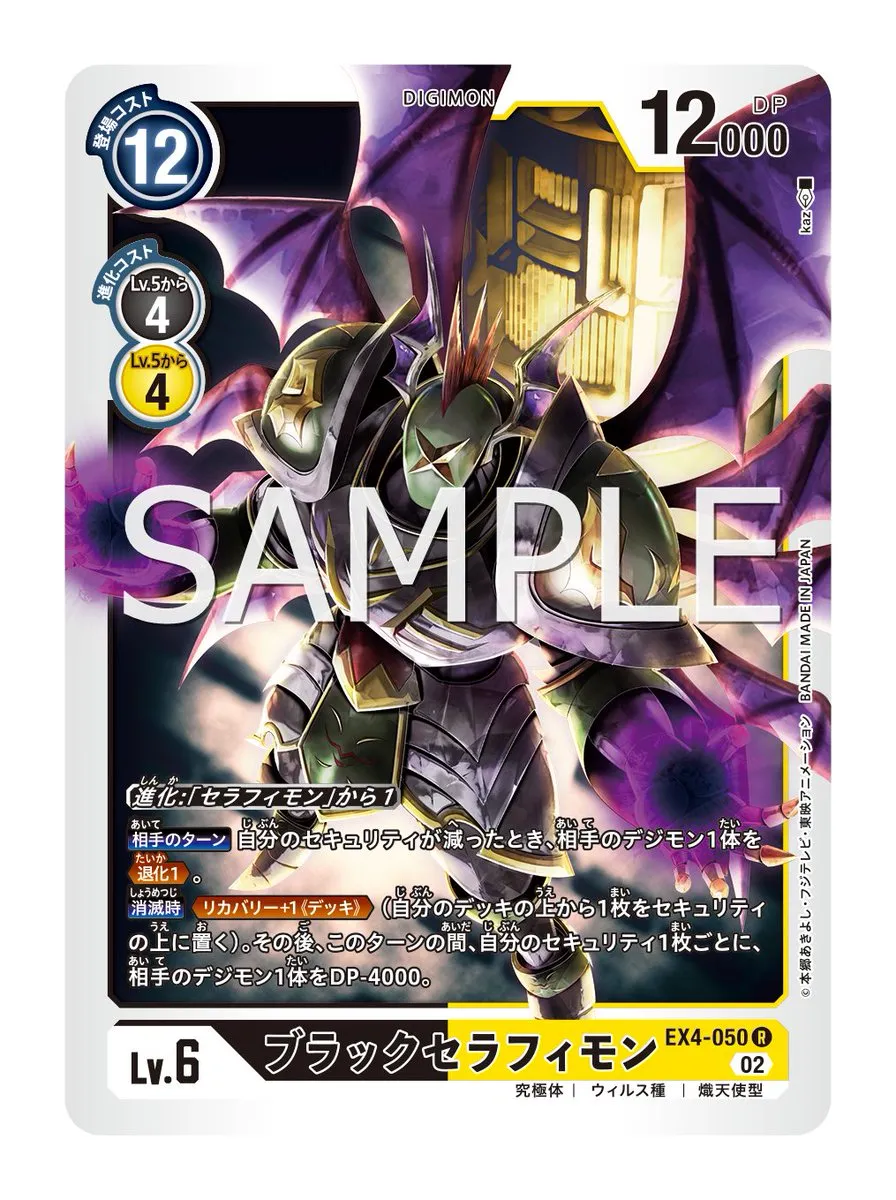 登場コスト
12
DIGIMON
12000
DP
kaz
進化コスト
Lv.5から
4
Lv.5から
4
SAMPLE
進化:「セラフィモン」から1
相手のターン 自分のセキュリティが減ったとき、相手のデジモン1体を
退化1 。
消滅時 リカバリー+1《デッキ》 (自分のデッキの上から1枚をセキュリティ
の上に置く)。その後、このターンの間、自分のセキュリティ1枚ごとに、
相手のデジモン1体をDP-4000。
© 本郷あきよし・フジテレビ・東映アニメーション BANDAI MADE IN JAPAN
Lv.6
ブラックセラフィモン
EX4-050 R
02
究極体 | ウィルス種 | 熾天使型